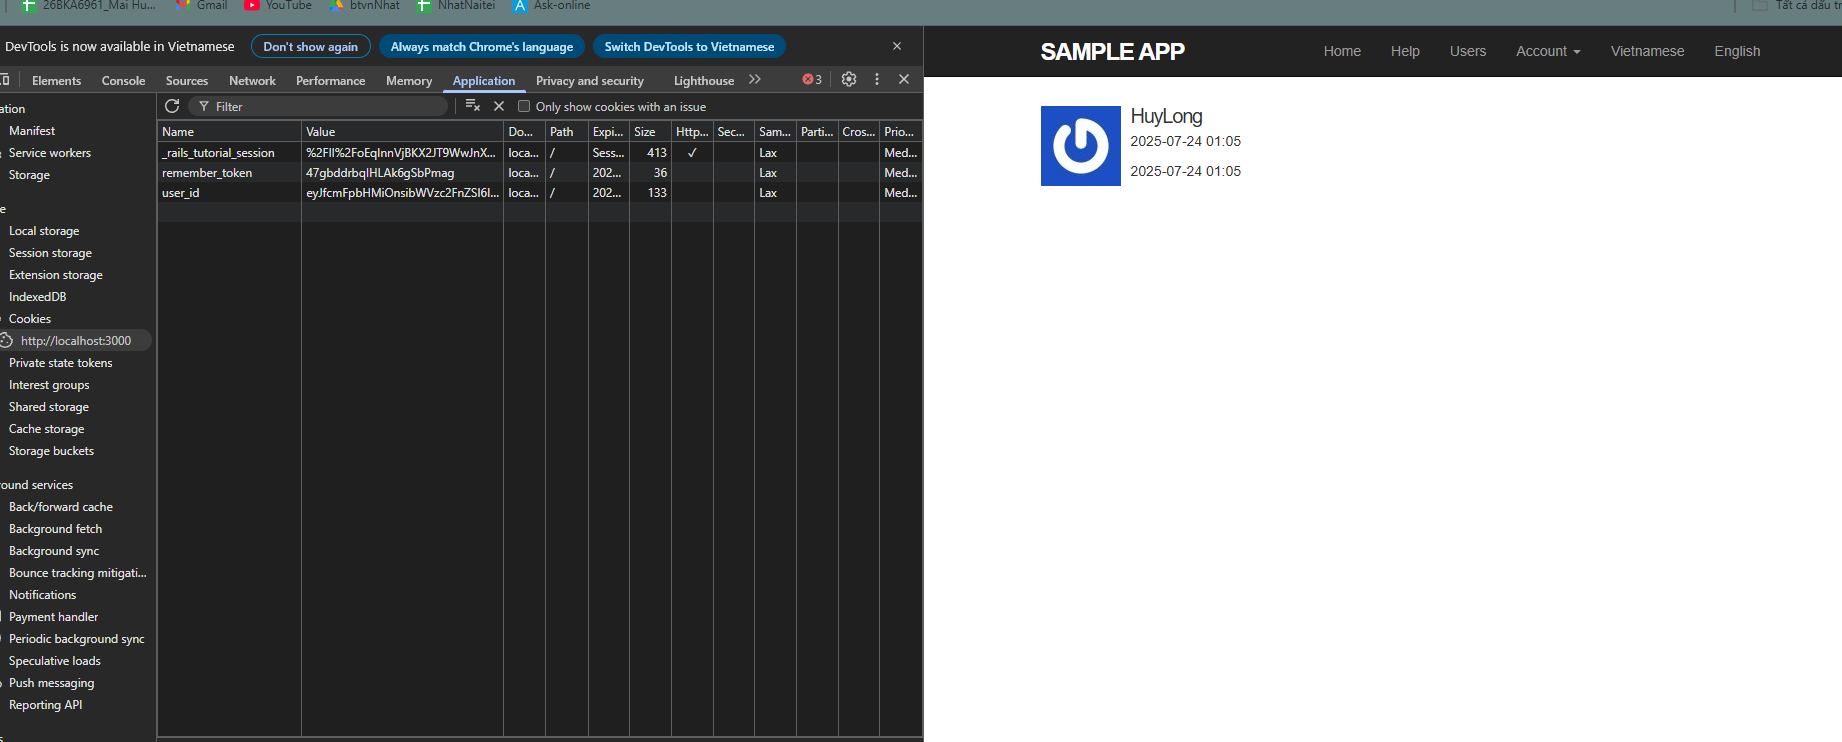 26BKA6961_Mai Hu... Gmail YouTube btvnNhat NhatNaitei Ask-online Tất cả dấu tr
DevTools is now available in Vietnamese Don't show again Always match Chrome's language Switch DevTools to Vietnamese
Elements Console Sources Network Performance Memory Application Privacy and security Lighthouse 3
ation
Manifest
Service workers
Storage
e
Local storage
Session storage
Extension storage
IndexedDB
Cookies
http://localhost:3000
Private state tokens
Interest groups
Shared storage
Cache storage
Storage buckets
round services
Back/forward cache
Background fetch
Background sync
Bounce tracking mitigati...
Notifications
Payment handler
Periodic background sync
Speculative loads
Push messaging
Reporting API
Filter Only show cookies with an issue
Name Value Do... Path Expi... Size Http... Sec... Sam... Parti... Cros... Prio...
_rails_tutorial_session %2FII%2FoEqInnVjBKX2JT9WwJnX... loca... / Sess... 413 ✓ Lax Med...
remember_token 47gbddrbqIHLAk6gSbPmag loca... / 202... 36 Lax Med...
user_id eyJfcmFpbHMiOnsibWVzc2FnZSI6I... loca... / 202... 133 Lax Med...
SAMPLE APP Home Help Users Account Vietnamese English
HuyLong
2025-07-24 01:05
2025-07-24 01:05